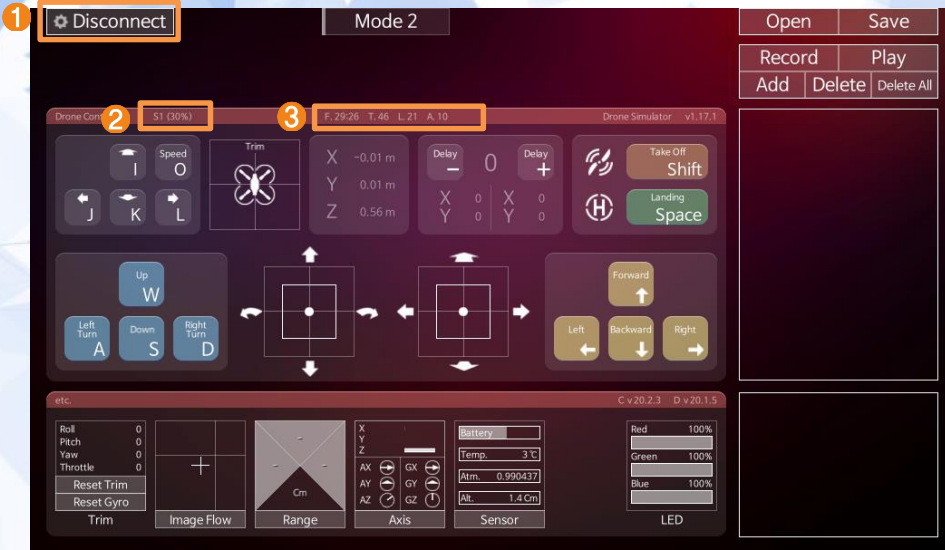 1
Disconnect
Mode 2
Open Save
Record Play
Add Delete Delete All
2
3
Drone Cont
S1 (30%)
F. 29:26 T. 46 L. 21 A. 10
Drone Simulator v1.17.1
I
Speed
O
J K L
Trim
X -0.01 m
Y 0.01 m
Z 0.56 m
Delay
−
0
Delay
+
X 0 X 0
Y 0 Y 0
Take Off
Shift
H
Landing
Space
Up
W
Left
Turn
A
Down
S
Right
Turn
D
Forward
Left
Backward
Right
etc.
C v 20.2.3 D v 20.1.5
Roll 0
Pitch 0
Yaw 0
Throttle 0
Reset Trim
Reset Gyro
Trim
Image Flow
-
- -
Cm
Range
X
Y
Z
AX GX
AY GY
AZ GZ
Axis
Battery
Temp. 3℃
Atm. 0.990437
Alt. 1.4 Cm
Sensor
Red 100%
Green 100%
Blue 100%
LED